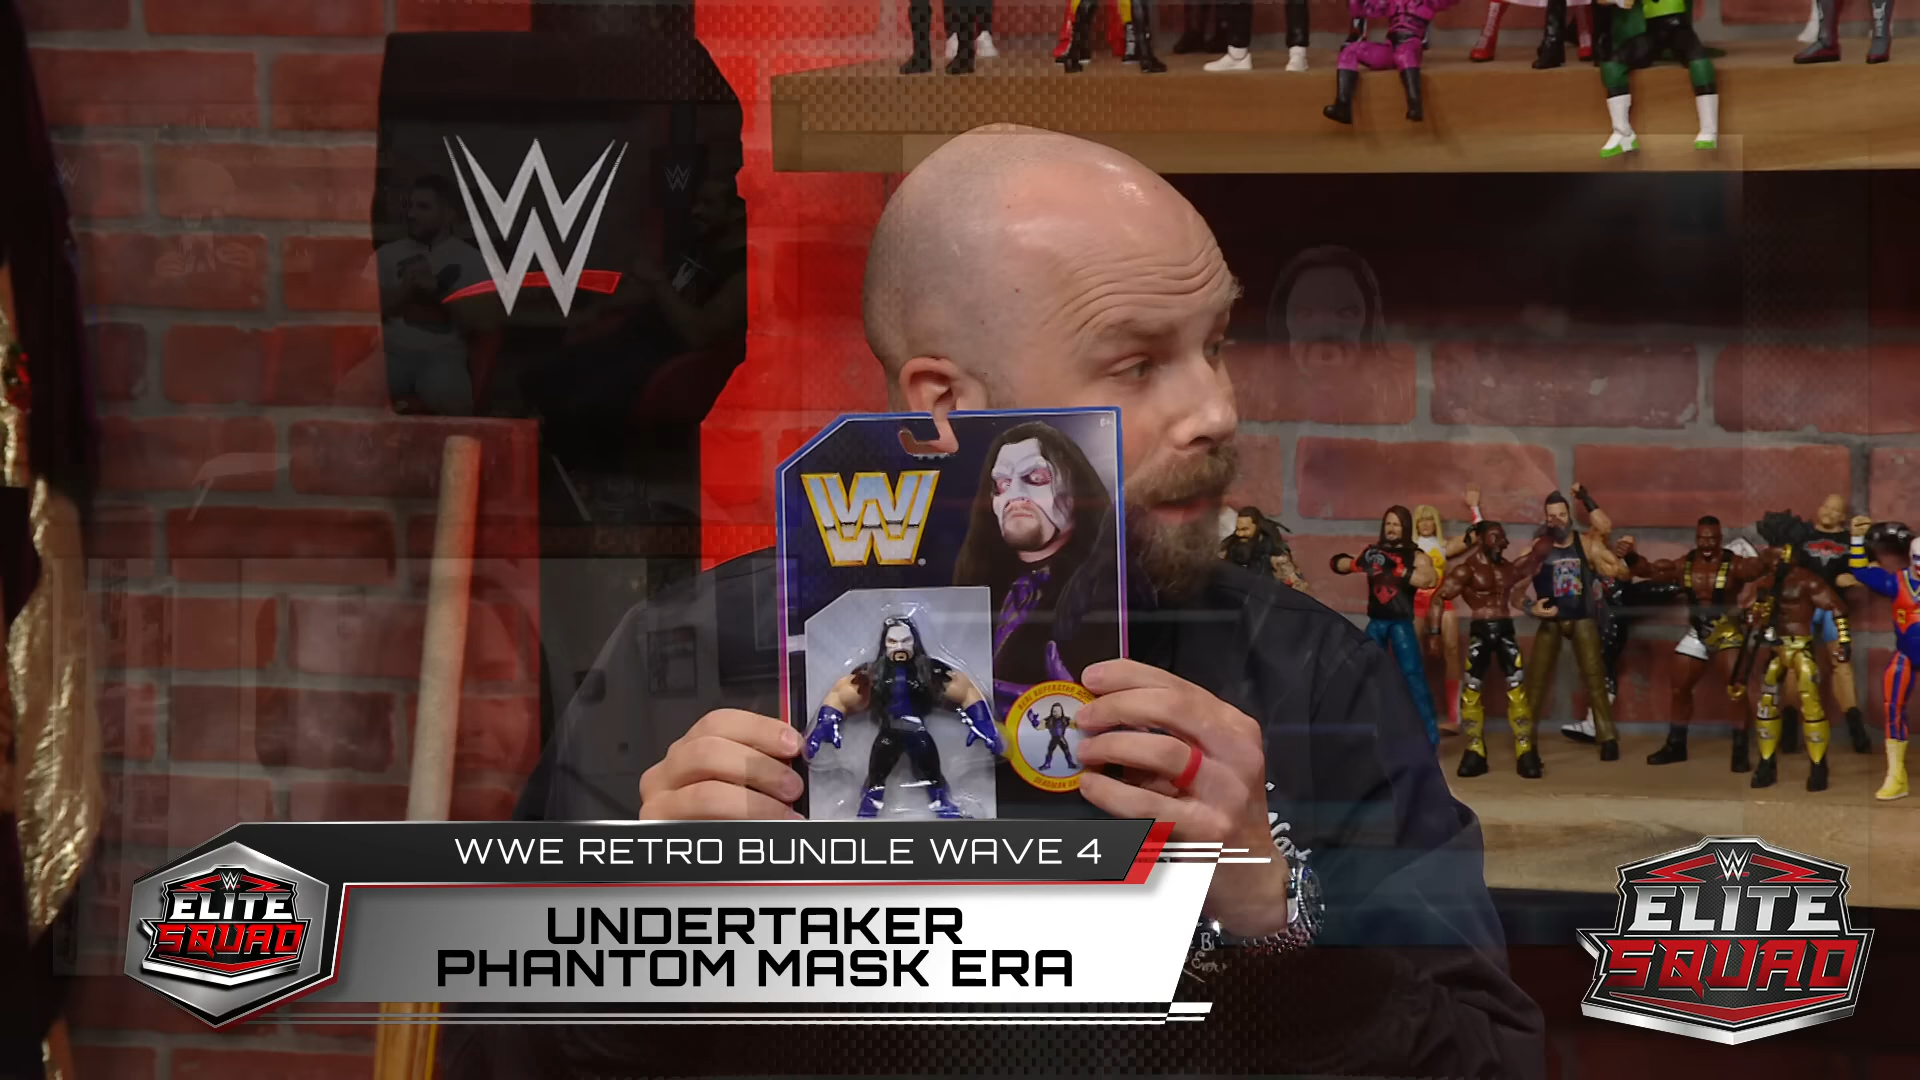 W
W
WWE RETRO BUNDLE WAVE 4
UNDERTAKER
PHANTOM MASK ERA
W
ELITE
SQUAD
W
ELITE
SQUAD